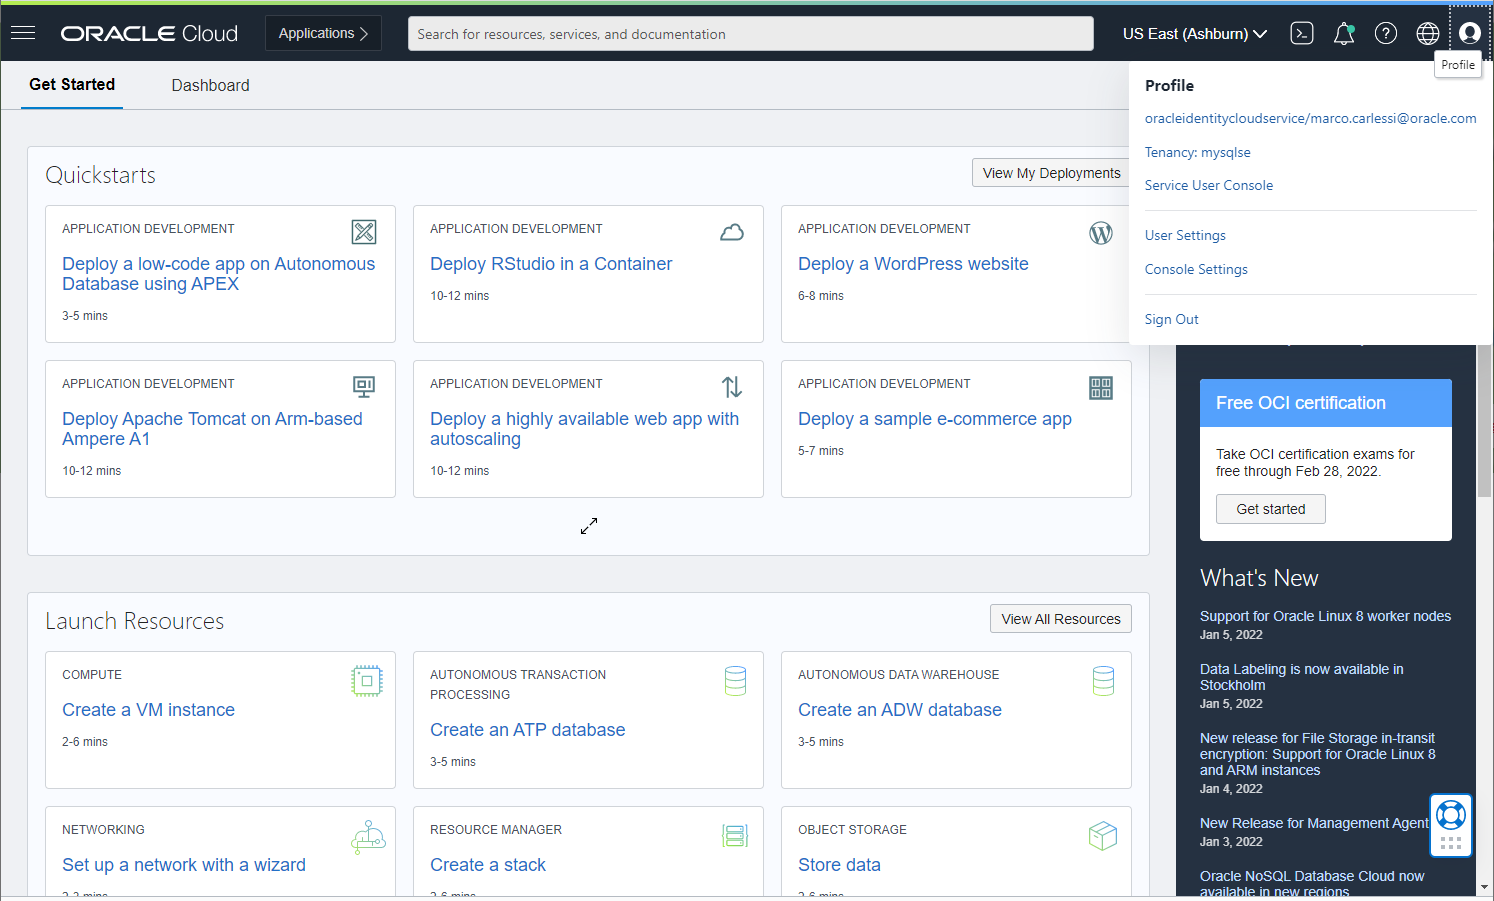 ORACLE Cloud
Applications
Search for resources, services, and documentation
US East (Ashburn)
Profile
Get Started
Dashboard
Profile
oracleidentitycloudservice/marco.carlessi@oracle.com
Tenancy: mysqlse
Service User Console
User Settings
Console Settings
Sign Out
Quickstarts
View My Deployments
APPLICATION DEVELOPMENT
Deploy a low-code app on Autonomous
Database using APEX
3-5 mins
APPLICATION DEVELOPMENT
Deploy RStudio in a Container
10-12 mins
APPLICATION DEVELOPMENT
Deploy a WordPress website
6-8 mins
APPLICATION DEVELOPMENT
Deploy Apache Tomcat on Arm-based
Ampere A1
10-12 mins
APPLICATION DEVELOPMENT
Deploy a highly available web app with
autoscaling
10-12 mins
APPLICATION DEVELOPMENT
Deploy a sample e-commerce app
5-7 mins
Launch Resources
View All Resources
COMPUTE
Create a VM instance
2-6 mins
AUTONOMOUS TRANSACTION
PROCESSING
Create an ATP database
3-5 mins
AUTONOMOUS DATA WAREHOUSE
Create an ADW database
3-5 mins
NETWORKING
Set up a network with a wizard
2-3 mins
RESOURCE MANAGER
Create a stack
2-6 mins
OBJECT STORAGE
Store data
2-6 mins
Free OCI certification
Take OCI certification exams for
free through Feb 28, 2022.
Get started
What's New
Support for Oracle Linux 8 worker nodes
Jan 5, 2022
Data Labeling is now available in
Stockholm
Jan 5, 2022
New release for File Storage in-transit
encryption: Support for Oracle Linux 8
and ARM instances
Jan 4, 2022
New Release for Management Agent
Jan 3, 2022
Oracle NoSQL Database Cloud now
available in new regions